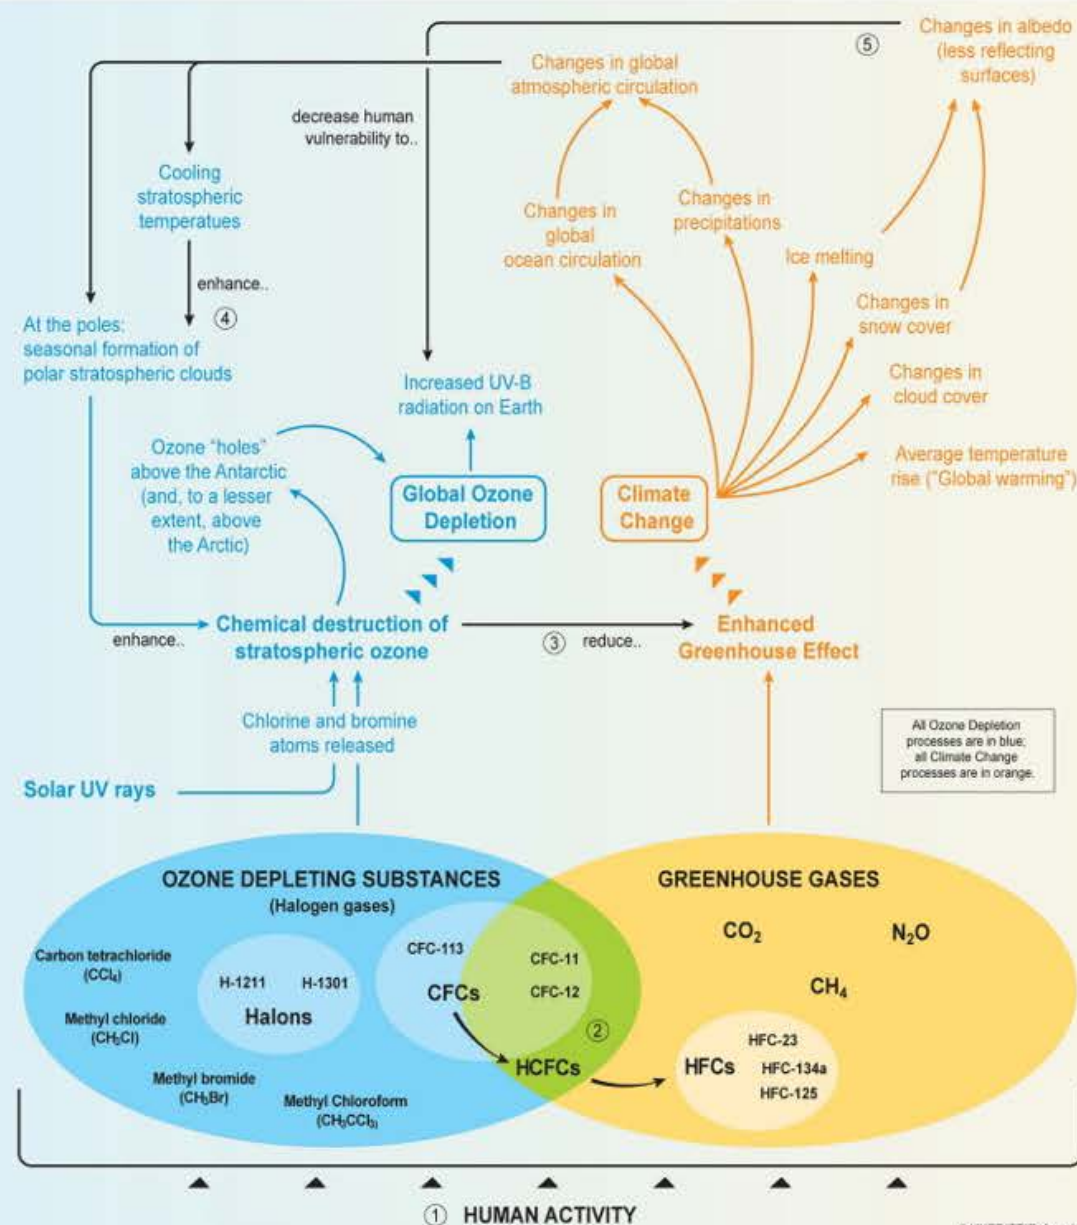 Changes in albedo
(less reflecting
surfaces)
⑤
Changes in global
atmospheric circulation
decrease human
vulnerability to..
Cooling
stratospheric
temperatues
Changes in
global
ocean circulation
Changes in
precipitations
Ice melting
enhance..
④
Changes in
snow cover
At the poles:
seasonal formation of
polar stratospheric clouds
Changes in
cloud cover
Increased UV-B
radiation on Earth
Ozone "holes"
above the Antarctic
(and, to a lesser
extent, above
the Arctic)
Average temperature
rise ("Global warming")
Global Ozone
Depletion
Climate
Change
enhance..
Chemical destruction of
stratospheric ozone
③ reduce..
Enhanced
Greenhouse Effect
Chlorine and bromine
atoms released
All Ozone Depletion
processes are in blue;
all Climate Change
processes are in orange.
Solar UV rays
OZONE DEPLETING SUBSTANCES
(Halogen gases)
GREENHOUSE GASES
Carbon tetrachloride
(CCl₄)
H-1211 H-1301
Halons
CFC-113
CFCs
CFC-11
CFC-12
CO₂
N₂O
CH₄
Methyl chloride
(CH₃Cl)
②
HCFCs
HFCs
HFC-23
HFC-134a
HFC-125
Methyl bromide
(CH₃Br)
Methyl Chloroform
(CH₃CCl₃)
① HUMAN ACTIVITY